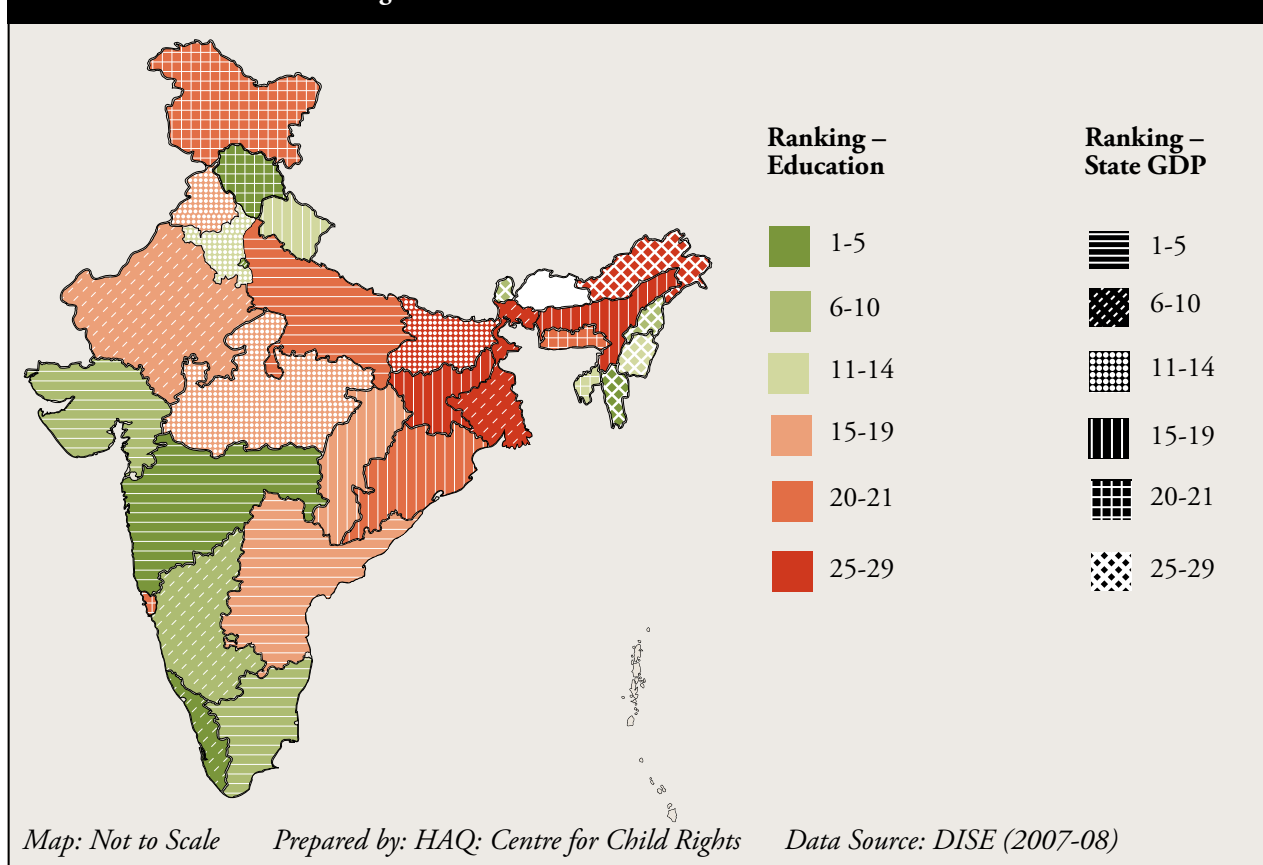 Ranking –
Education
1-5
6-10
11-14
15-19
20-21
25-29
Ranking –
State GDP
1-5
6-10
11-14
15-19
20-21
25-29
Map: Not to Scale Prepared by: HAQ: Centre for Child Rights Data Source: DISE (2007-08)